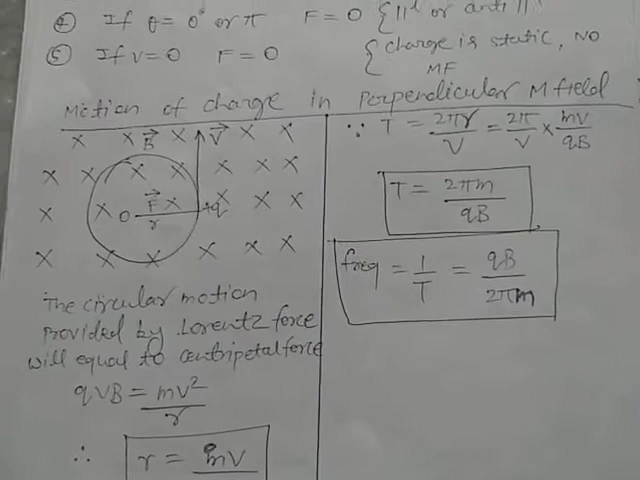 ④ If θ = 0° or π F = 0 { ||ˡ or anti ||ˡ
⑤ If v = 0 F = 0 { charge is static, NO
MF
Motion of charge in Perpendicular M field
× × B⃗ × V⃗ × ×
× × × × × × ×
× × O F⃗ × r +q × × ×
× × × × × ×
The circular motion
Provided by Lorentz force
will equal to centripetal force
qVB = mv²/r
∴ r = mv
∵ T = 2πr/V = 2π/V × mv/qB
T = 2πm/qB
freq = 1/T = qB/2πm